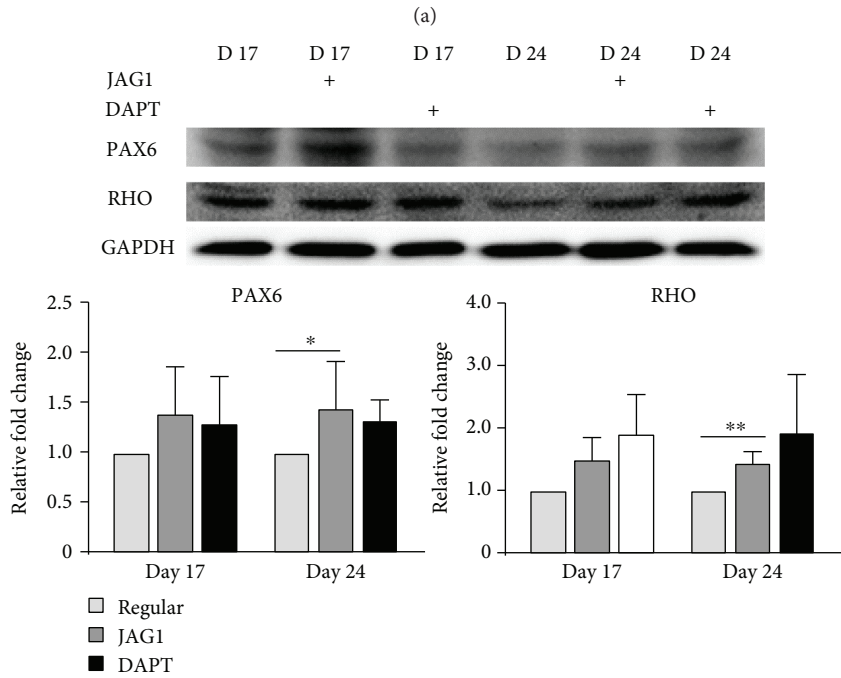 (a)
D 17 D 17 D 17 D 24 D 24 D 24
JAG1 + +
DAPT + +
PAX6
RHO
GAPDH
PAX6
2.5
2.0
1.5
1.0
0.5
0
Relative fold change
*
Day 17 Day 24
RHO
4.0
3.0
2.0
1.0
0
Relative fold change
**
Day 17 Day 24
Regular
JAG1
DAPT